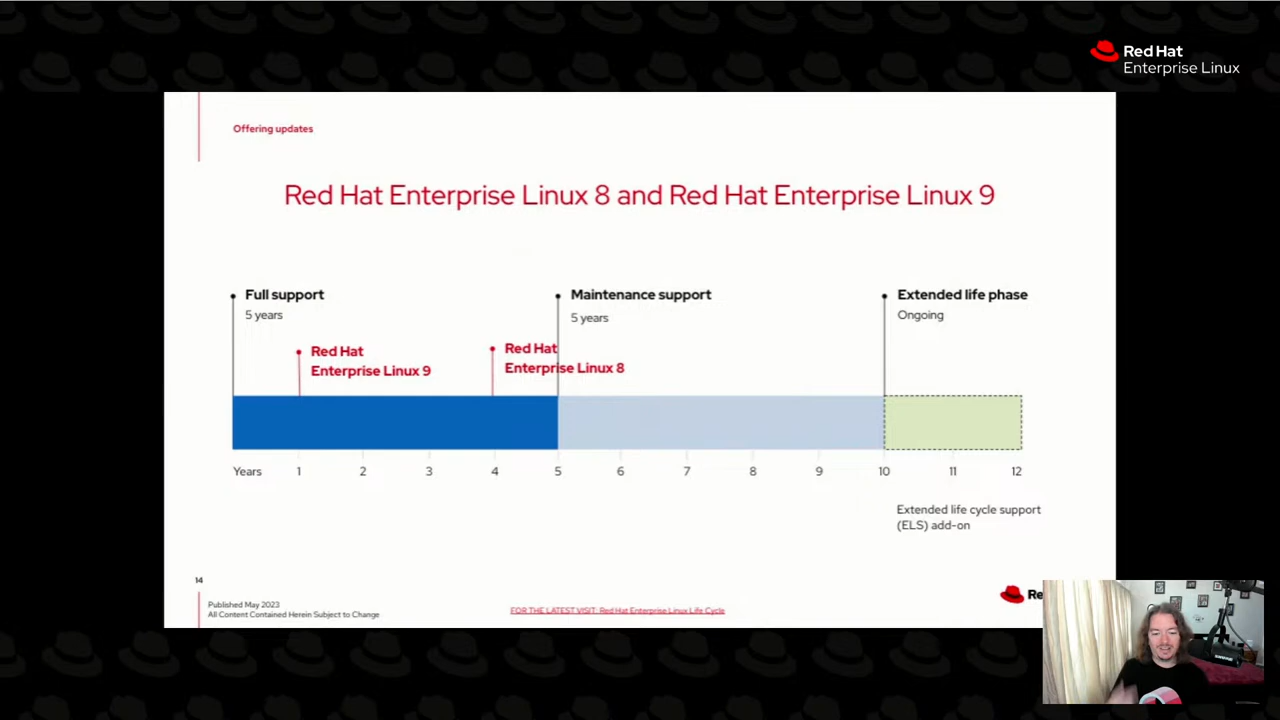 Red Hat
Enterprise Linux
Offering updates
Red Hat Enterprise Linux 8 and Red Hat Enterprise Linux 9
Full support
5 years
Maintenance support
5 years
Extended life phase
Ongoing
Red Hat
Enterprise Linux 9
Red Hat
Enterprise Linux 8
Years 1 2 3 4 5 6 7 8 9 10 11 12
Extended life cycle support
(ELS) add-on
14
Published May 2023
All Content Contained Herein Subject to Change
FOR THE LATEST VISIT: Red Hat Enterprise Linux Life Cycle
Re
SHURE